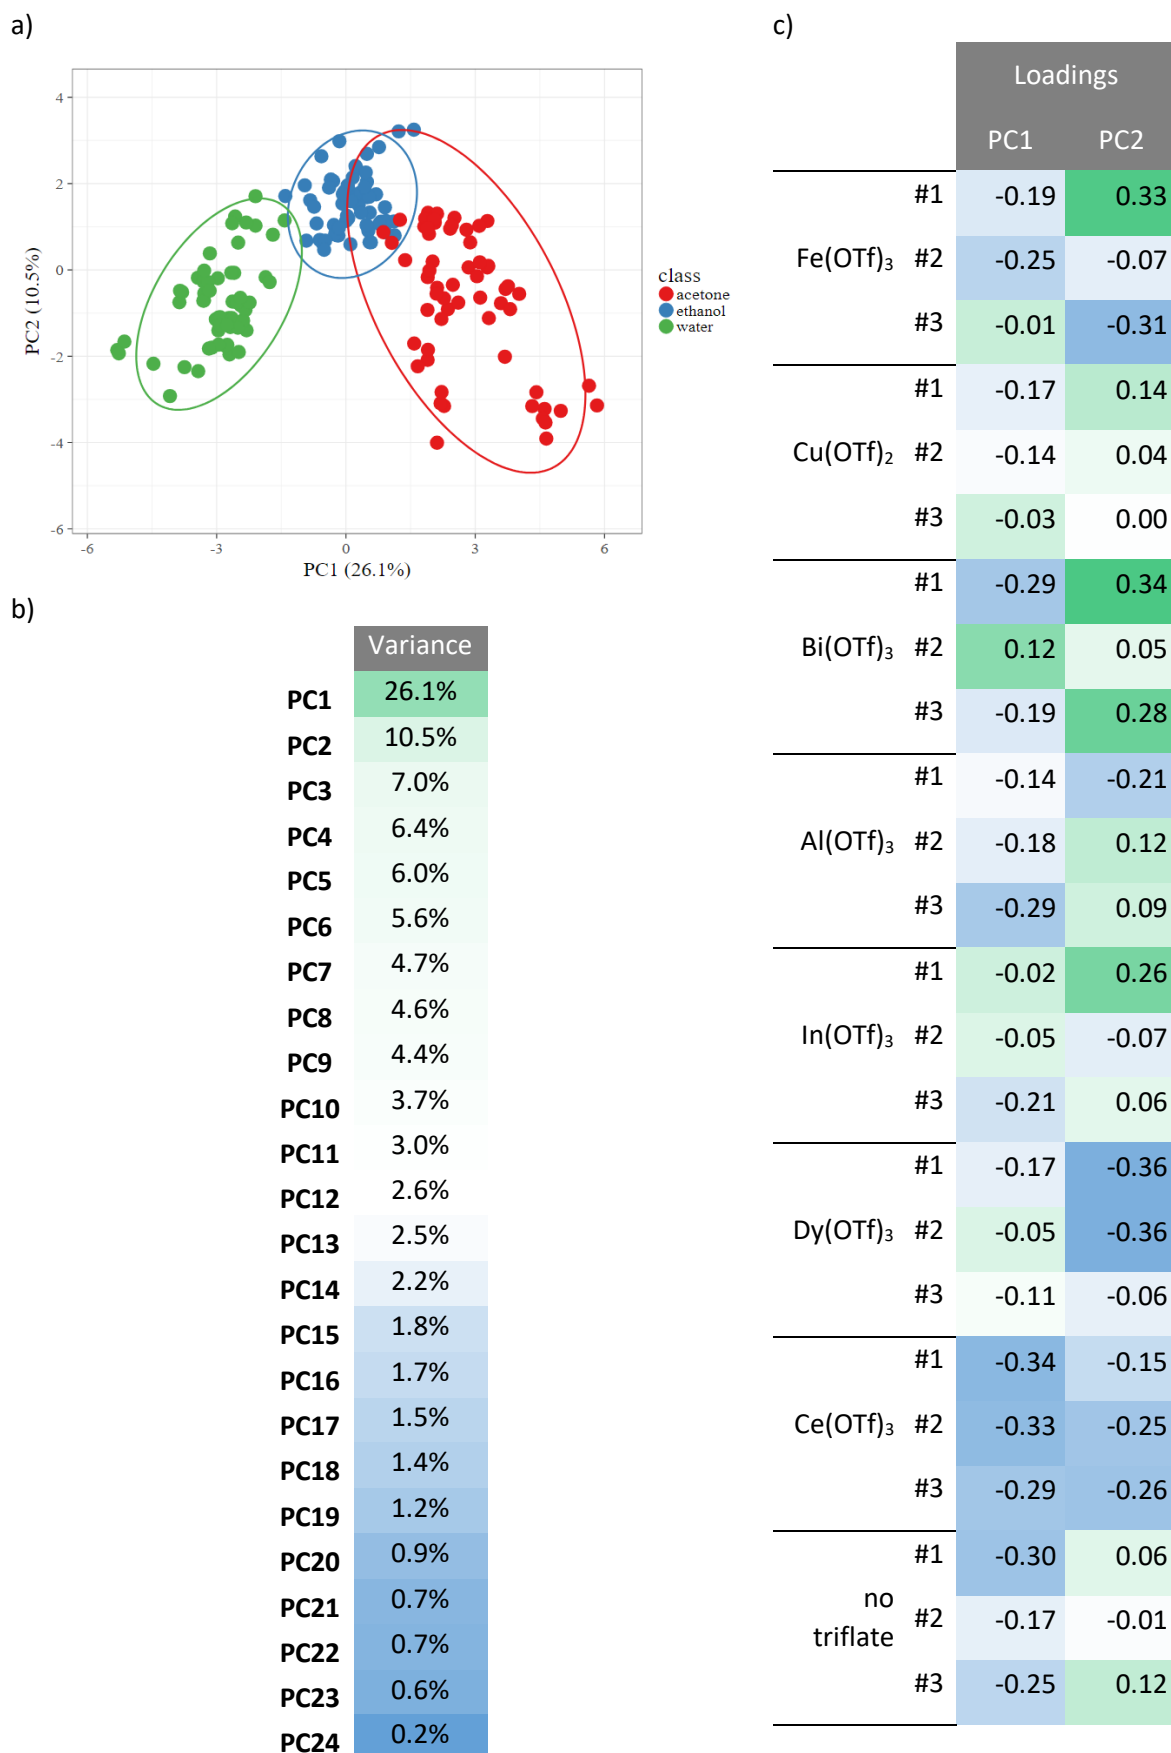 a)
4
2
0
-2
-4
-6
PC2 (10.5%)
-6 -3 0 3 6
PC1 (26.1%)
class
acetone
ethanol
water
b)
Variance
PC1 26.1%
PC2 10.5%
PC3 7.0%
PC4 6.4%
PC5 6.0%
PC6 5.6%
PC7 4.7%
PC8 4.6%
PC9 4.4%
PC10 3.7%
PC11 3.0%
PC12 2.6%
PC13 2.5%
PC14 2.2%
PC15 1.8%
PC16 1.7%
PC17 1.5%
PC18 1.4%
PC19 1.2%
PC20 0.9%
PC21 0.7%
PC22 0.7%
PC23 0.6%
PC24 0.2%
c)
Loadings
PC1 PC2
#1 -0.19 0.33
Fe(OTf)₃ #2 -0.25 -0.07
#3 -0.01 -0.31
#1 -0.17 0.14
Cu(OTf)₂ #2 -0.14 0.04
#3 -0.03 0.00
#1 -0.29 0.34
Bi(OTf)₃ #2 0.12 0.05
#3 -0.19 0.28
#1 -0.14 -0.21
Al(OTf)₃ #2 -0.18 0.12
#3 -0.29 0.09
#1 -0.02 0.26
In(OTf)₃ #2 -0.05 -0.07
#3 -0.21 0.06
#1 -0.17 -0.36
Dy(OTf)₃ #2 -0.05 -0.36
#3 -0.11 -0.06
#1 -0.34 -0.15
Ce(OTf)₃ #2 -0.33 -0.25
#3 -0.29 -0.26
#1 -0.30 0.06
no
triflate #2 -0.17 -0.01
#3 -0.25 0.12